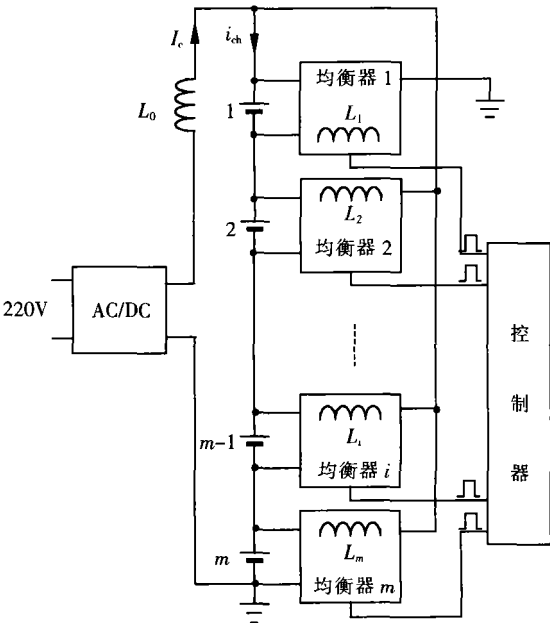 I_c
i_ch
均衡器 1
L_1
L_0
1
L_2
均衡器 2
2
220V
AC/DC
控制器
L_i
m-1
均衡器 i
L_m
m
均衡器 m